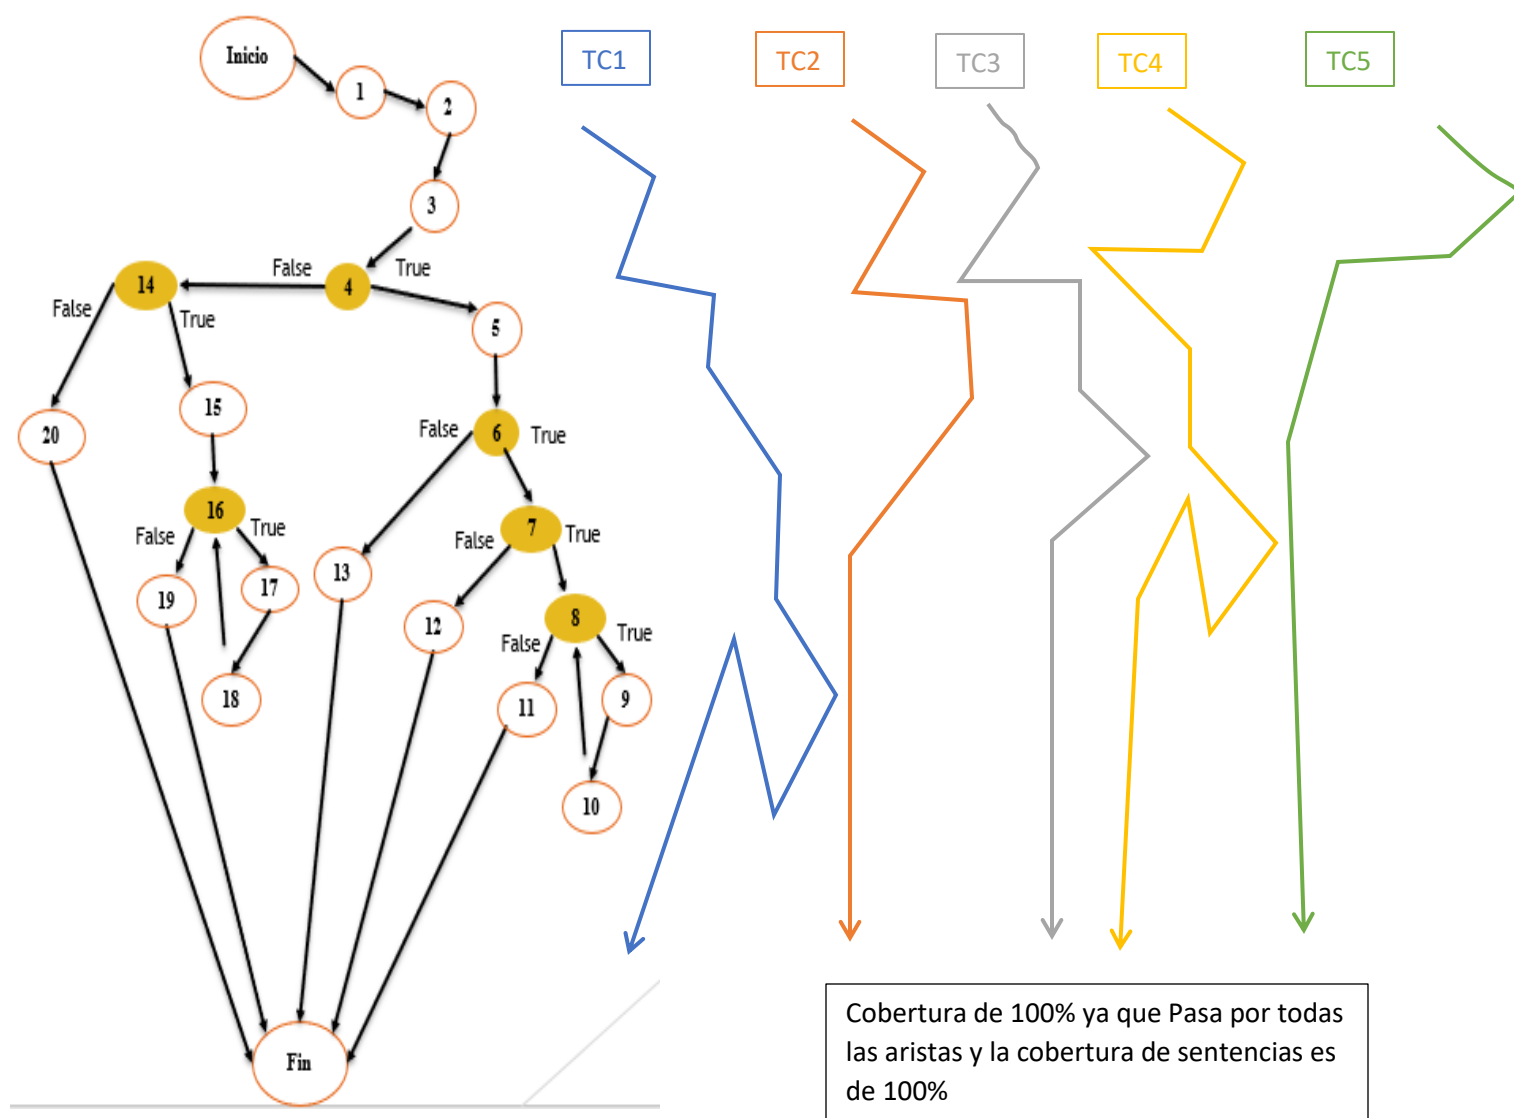 Inicio
TC1
TC2
TC3
TC4
TC5
1
2
3
False
True
14
4
False
True
5
20
15
False
6
True
16
False
True
7
False
True
13
17
19
12
8
False
True
18
11
9
10
Fin
Cobertura de 100% ya que Pasa por todas
las aristas y la cobertura de sentencias es
de 100%